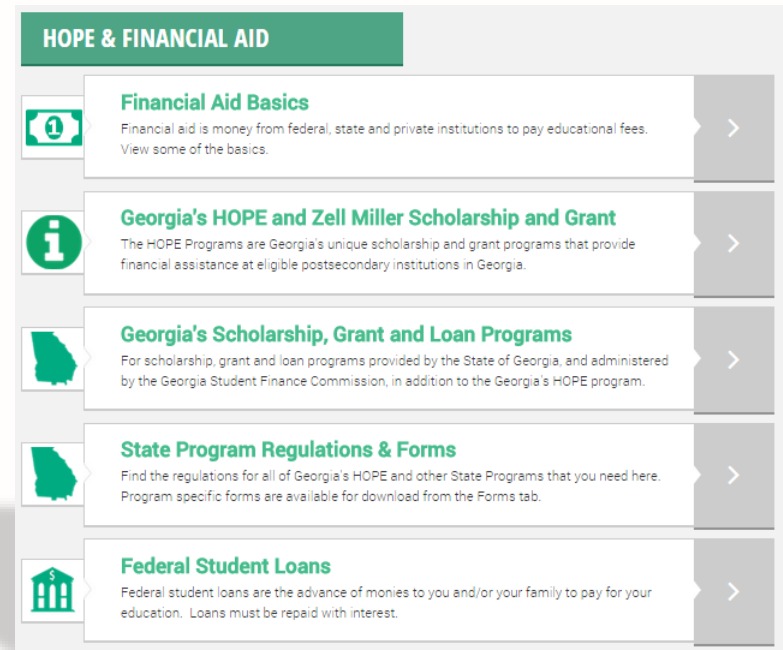 HOPE & FINANCIAL AID
Financial Aid Basics
Financial aid is money from federal, state and private institutions to pay educational fees.
View some of the basics.
Georgia's HOPE and Zell Miller Scholarship and Grant
The HOPE Programs are Georgia's unique scholarship and grant programs that provide
financial assistance at eligible postsecondary institutions in Georgia.
Georgia's Scholarship, Grant and Loan Programs
For scholarship, grant and loan programs provided by the State of Georgia, and administered
by the Georgia Student Finance Commission, in addition to the Georgia's HOPE program.
State Program Regulations & Forms
Find the regulations for all of Georgia's HOPE and other State Programs that you need here.
Program specific forms are available for download from the Forms tab.
Federal Student Loans
Federal student loans are the advance of monies to you and/or your family to pay for your
education. Loans must be repaid with interest.